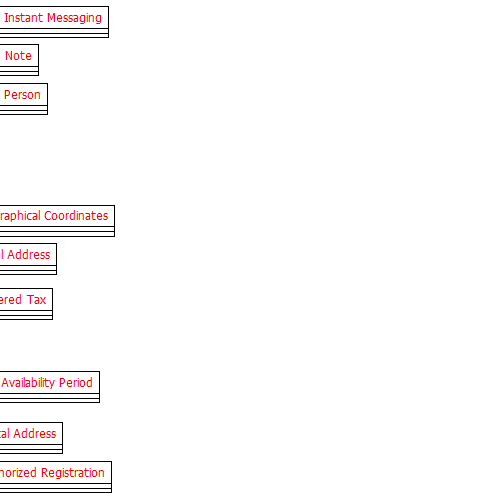 Instant Messaging
Note
Person
raphical Coordinates
l Address
ered Tax
Availability Period
al Address
horized Registration